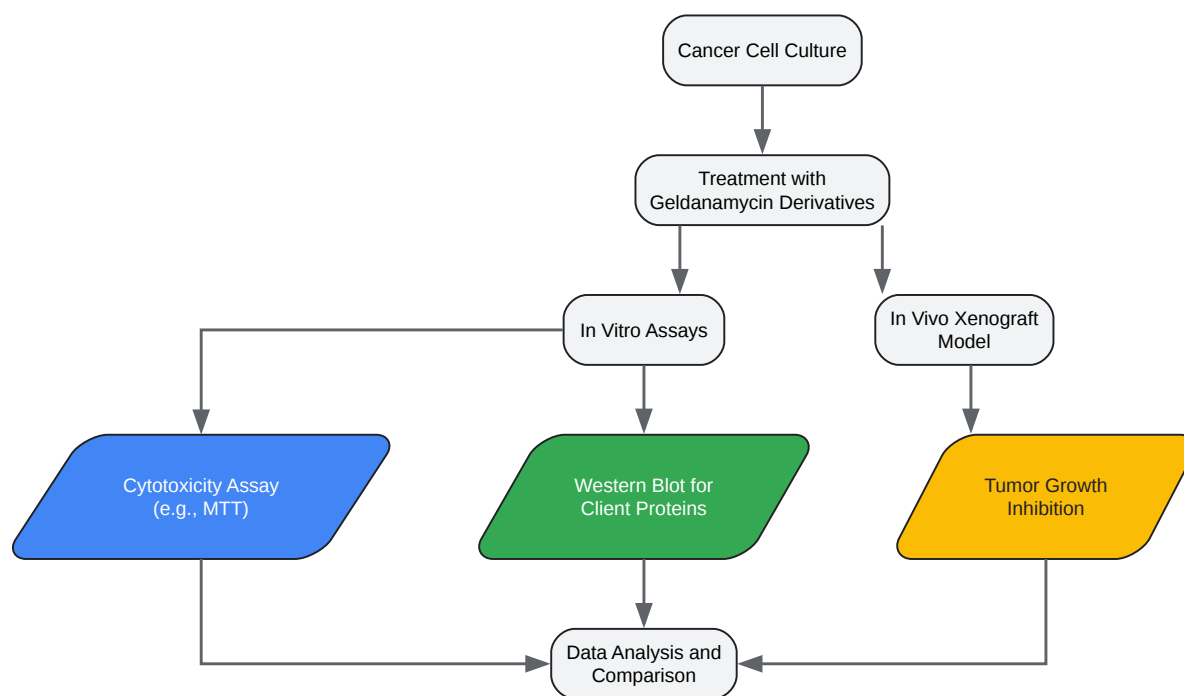 Cancer Cell Culture
Treatment with
Geldanamycin Derivatives
In Vitro Assays
In Vivo Xenograft
Model
Cytotoxicity Assay
(e.g., MTT)
Western Blot for
Client Proteins
Tumor Growth
Inhibition
Data Analysis and
Comparison